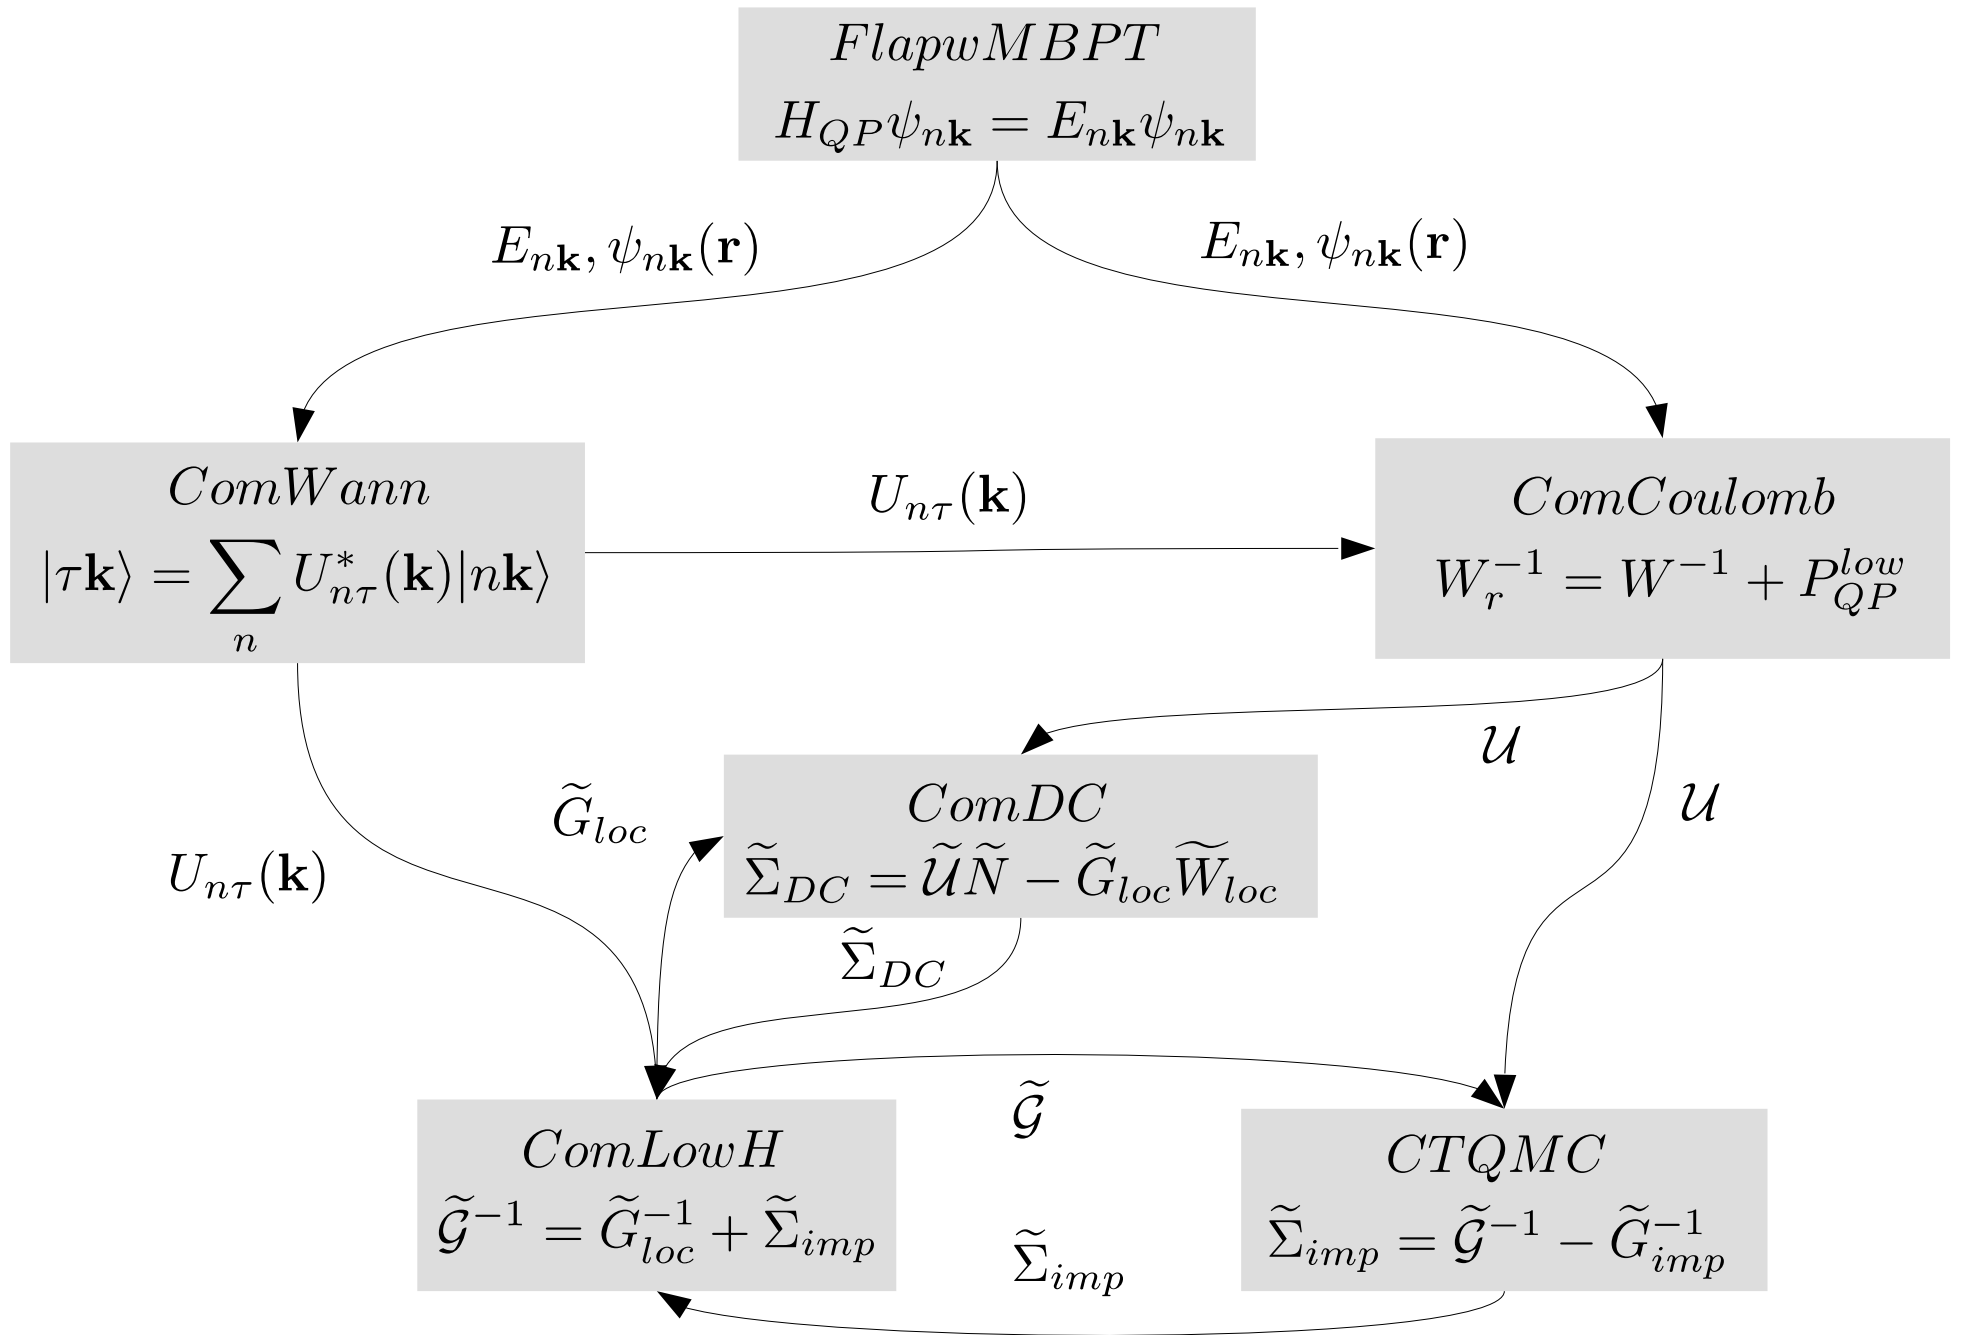 FlapwMBPT
H_{QP}ψ_{n𝐤} = E_{n𝐤}ψ_{n𝐤}
E_{n𝐤}, ψ_{n𝐤}(𝐫)
E_{n𝐤}, ψ_{n𝐤}(𝐫)
ComWann
|τ𝐤⟩ = ∑_n U*_{nτ}(𝐤)|n𝐤⟩
U_{nτ}(𝐤)
ComCoulomb
W_r^{-1} = W^{-1} + P_{QP}^{low}
𝒰
𝒰
G̃_{loc}
ComDC
Σ̃_{DC} = 𝒰̃Ñ − G̃_{loc}W̃_{loc}
U_{nτ}(𝐤)
Σ̃_{DC}
𝒢̃
ComLowH
𝒢̃^{-1} = G̃_{loc}^{-1} + Σ̃_{imp}
CTQMC
Σ̃_{imp} = 𝒢̃^{-1} − G̃_{imp}^{-1}
Σ̃_{imp}